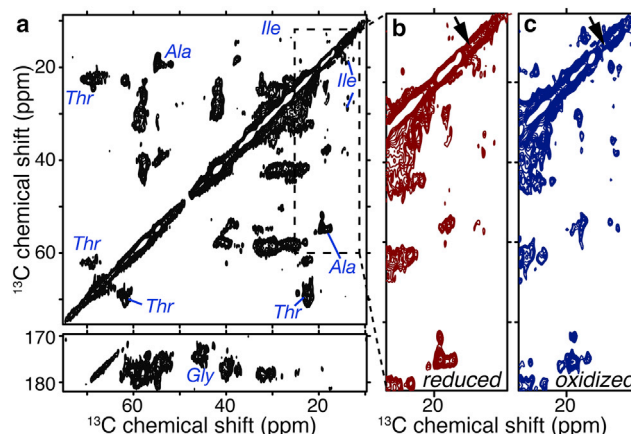 a
b
c
Ile
Ala
Ile
Thr
20
40
60
13C chemical shift (ppm)
Thr
Ala
Thr
Thr
170
180
Gly
60
40
20
13C chemical shift (ppm)
reduced
oxidized
20
20
13C chemical shift (ppm)